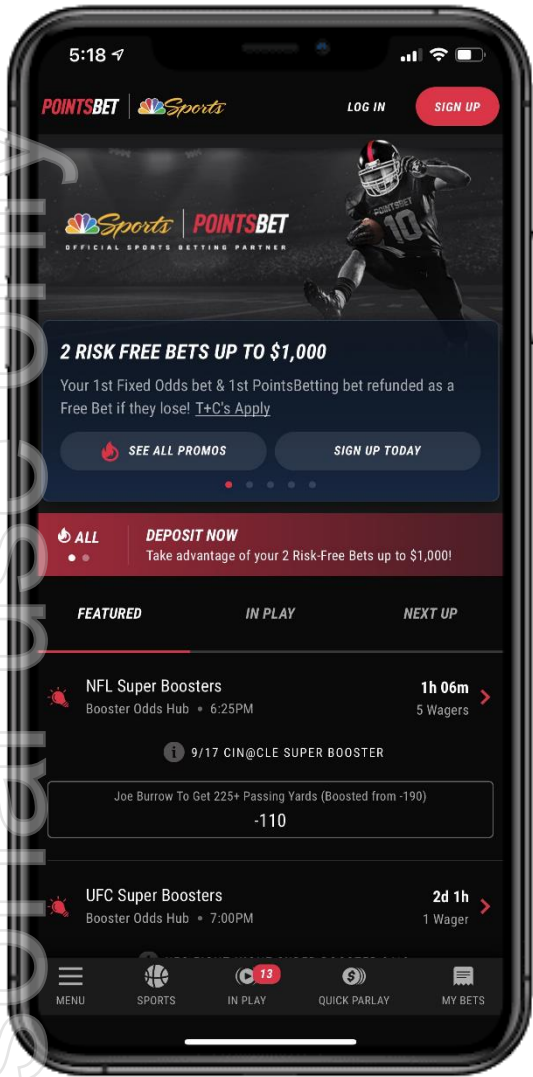 5:18
POINTSBET Sports LOG IN SIGN UP
Sports POINTSBET
OFFICIAL SPORTS BETTING PARTNER
POINTSBET
10
2 RISK FREE BETS UP TO $1,000
Your 1st Fixed Odds bet & 1st PointsBetting bet refunded as a
Free Bet if they lose! T+C's Apply
SEE ALL PROMOS SIGN UP TODAY
ALL DEPOSIT NOW
Take advantage of your 2 Risk-Free Bets up to $1,000!
FEATURED IN PLAY NEXT UP
NFL Super Boosters 1h 06m
Booster Odds Hub • 6:25PM 5 Wagers
9/17 CIN@CLE SUPER BOOSTER
Joe Burrow To Get 225+ Passing Yards (Boosted from -190)
-110
UFC Super Boosters 2d 1h
Booster Odds Hub • 7:00PM 1 Wager
13
MENU SPORTS IN PLAY QUICK PARLAY MY BETS
sonal use only